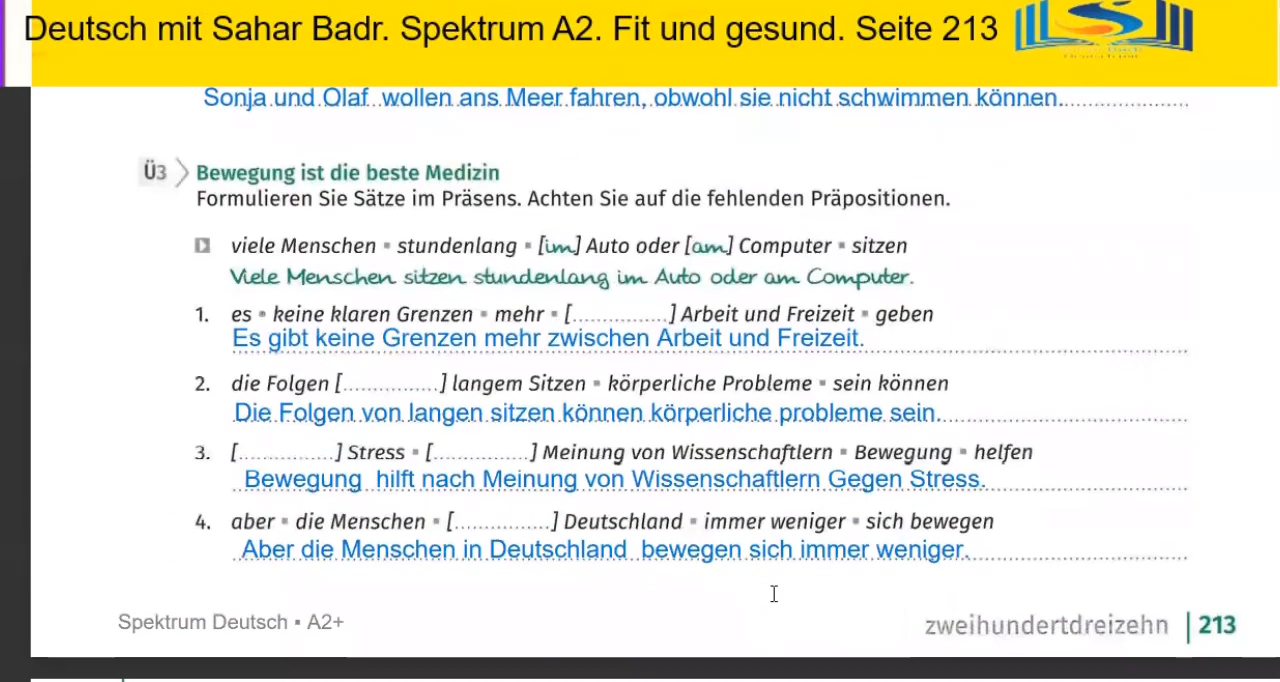 Deutsch mit Sahar Badr. Spektrum A2. Fit und gesund. Seite 213
Sonja und Olaf wollen ans Meer fahren, obwohl sie nicht schwimmen können.
Ü3 Bewegung ist die beste Medizin
Formulieren Sie Sätze im Präsens. Achten Sie auf die fehlenden Präpositionen.
viele Menschen ▪ stundenlang ▪ [im] Auto oder [am] Computer ▪ sitzen
Viele Menschen sitzen stundenlang im Auto oder am Computer.
1. es ▪ keine klaren Grenzen ▪ mehr ▪ [...............] Arbeit und Freizeit ▪ geben
Es gibt keine Grenzen mehr zwischen Arbeit und Freizeit.
2. die Folgen [...............] langem Sitzen ▪ körperliche Probleme ▪ sein können
Die Folgen von langen sitzen können körperliche probleme sein.
3. [...............] Stress ▪ [...............] Meinung von Wissenschaftlern ▪ Bewegung ▪ helfen
Bewegung hilft nach Meinung von Wissenschaftlern Gegen Stress.
4. aber ▪ die Menschen ▪ [...............] Deutschland ▪ immer weniger ▪ sich bewegen
Aber die Menschen in Deutschland bewegen sich immer weniger.
Spektrum Deutsch ▪ A2+
zweihundertdreizehn | 213